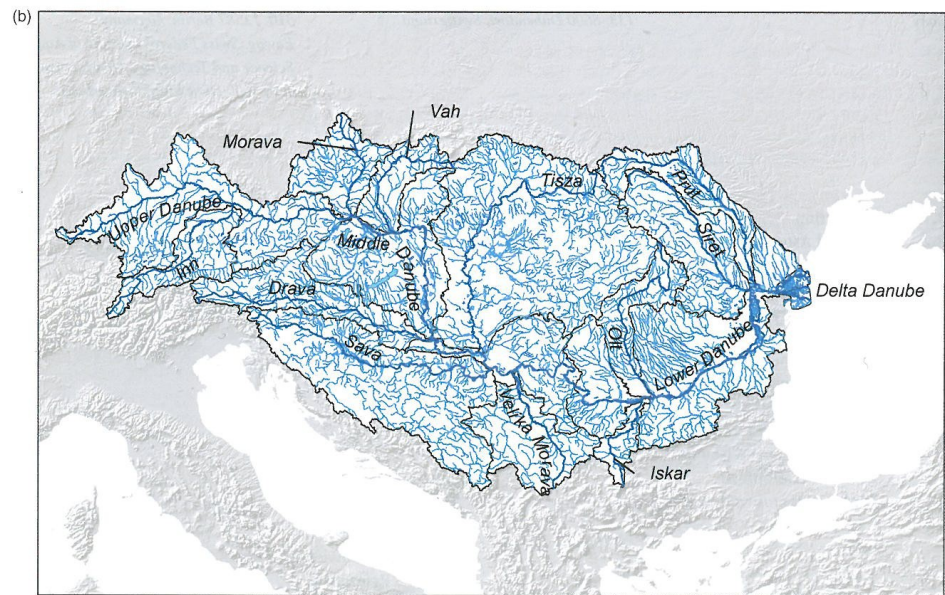 (b)
Vah
Morava
Tisza
Prut
Upper Danube
Siret
Middle Danube
Inn
Drava
Delta Danube
Sava
Olt
Lower Danube
Velika Morava
Iskar